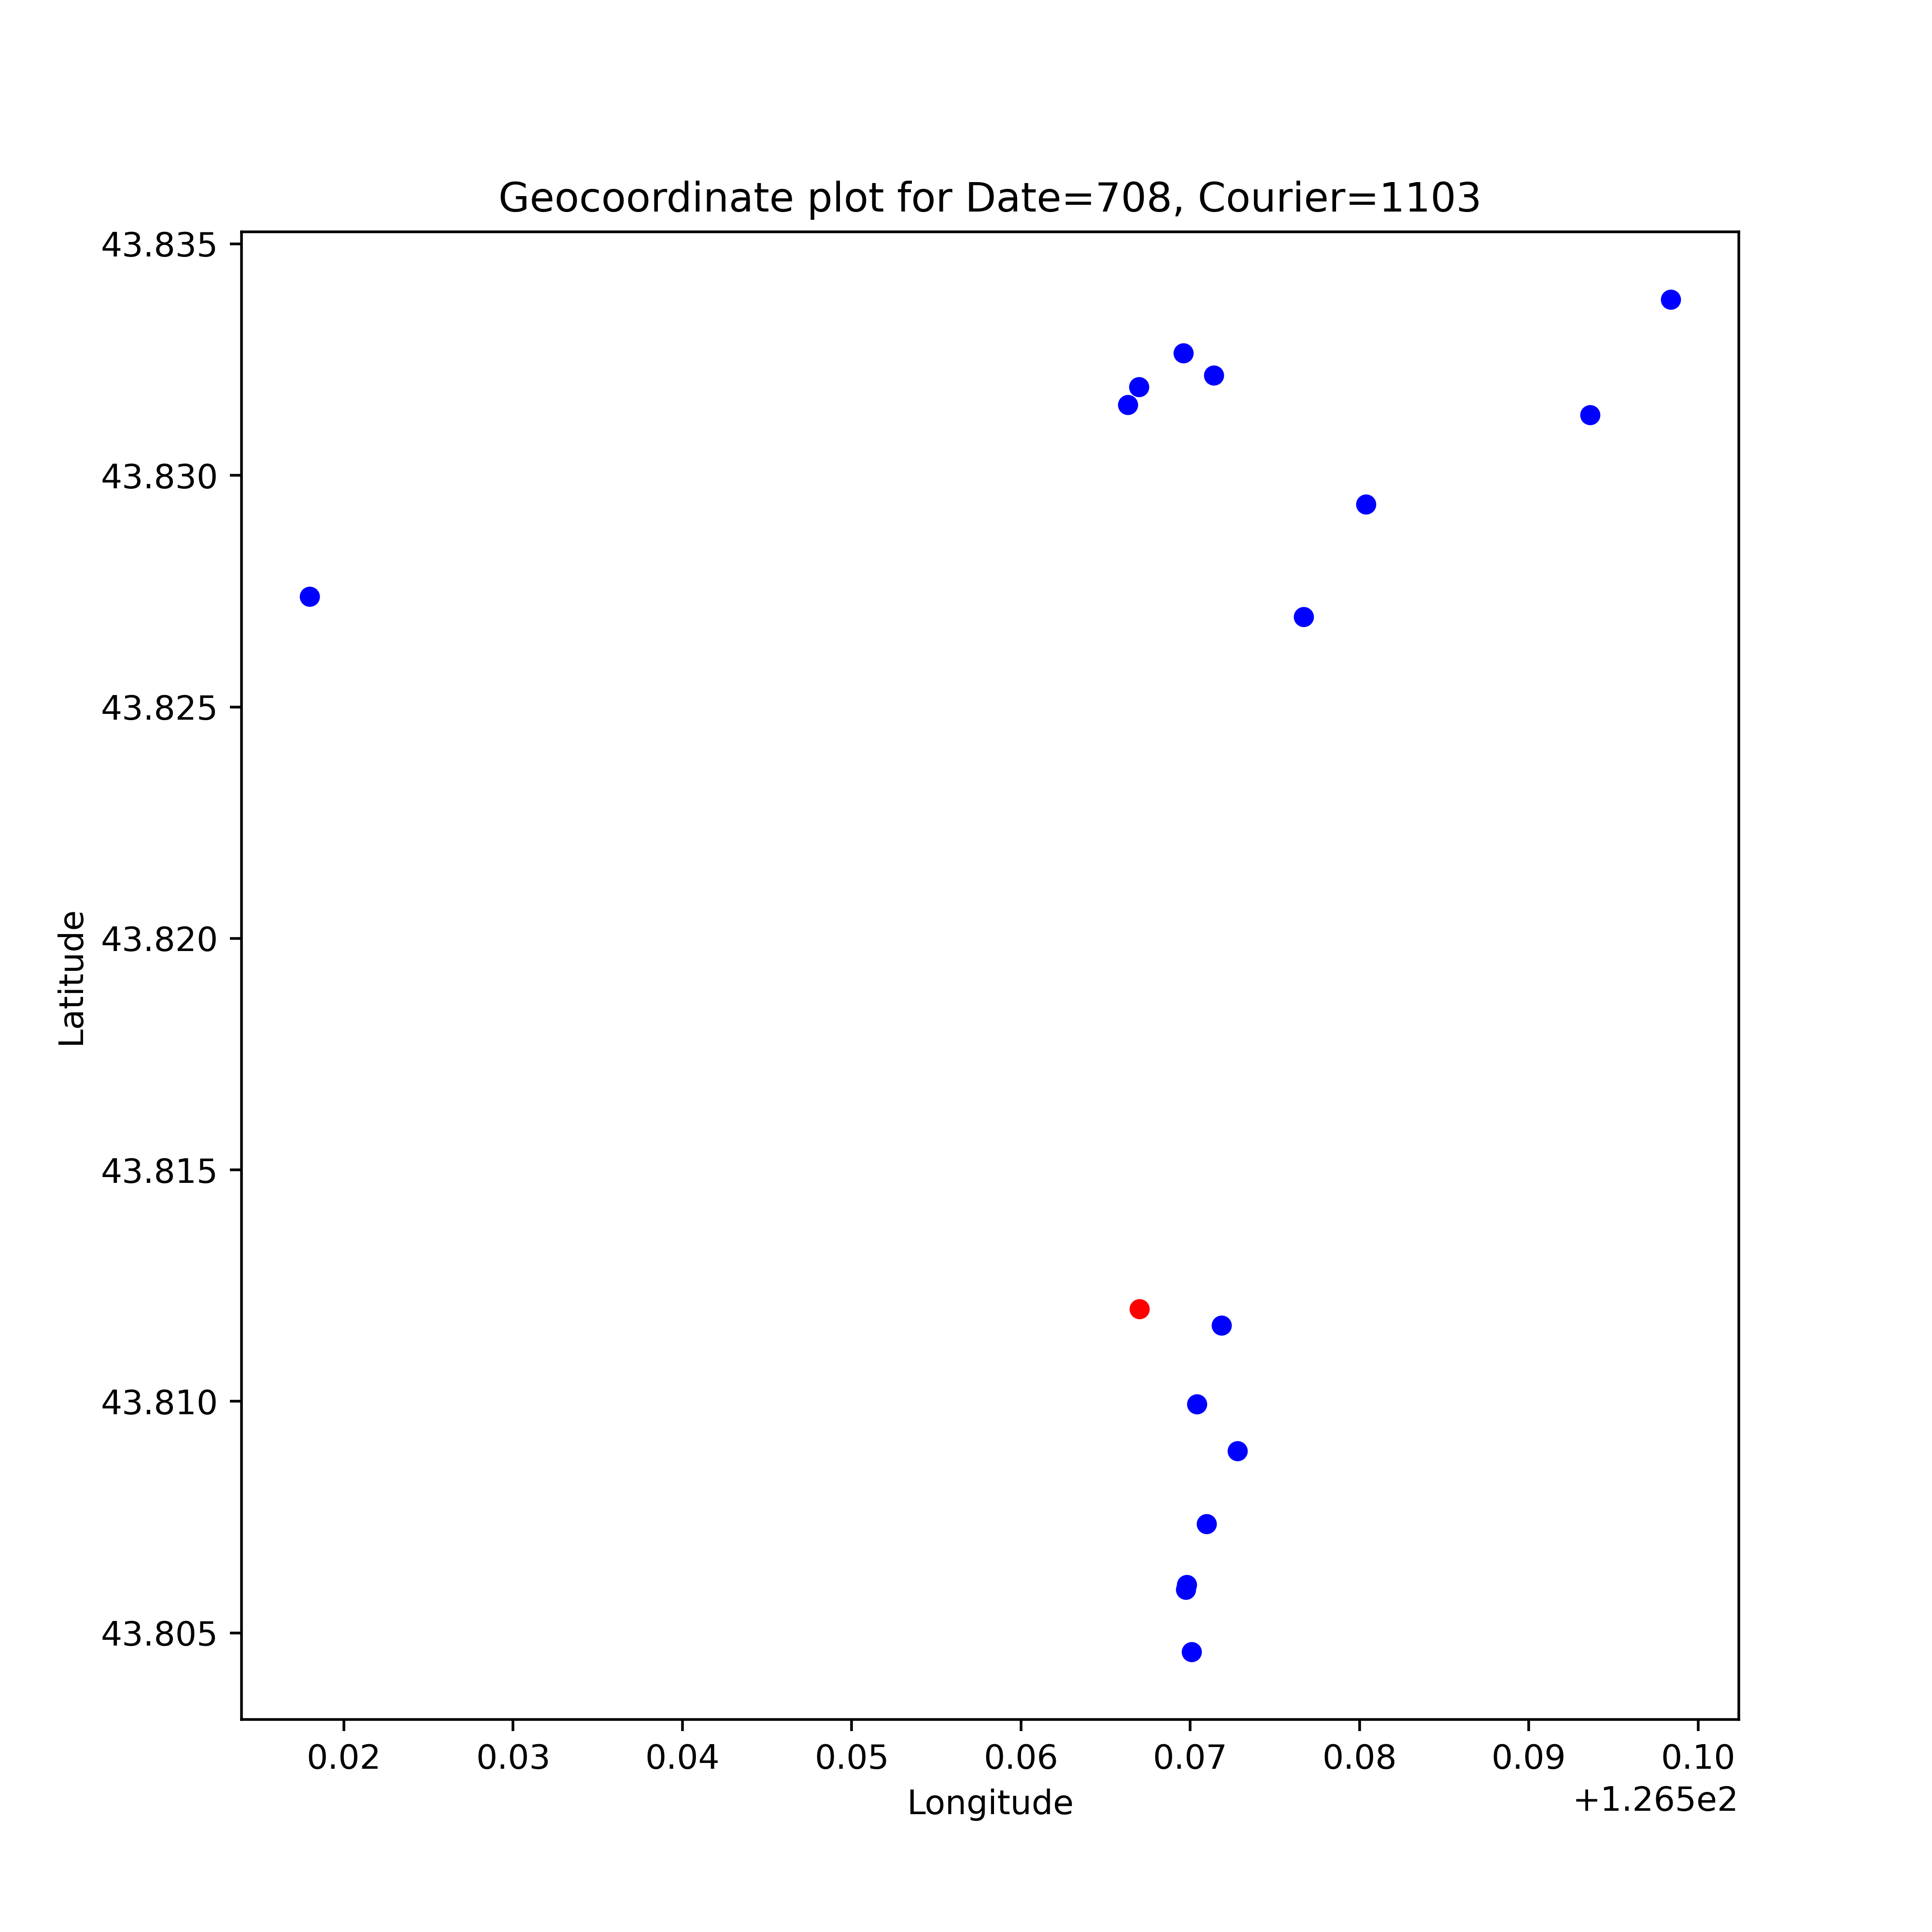 Geocoordinate plot for Date=708, Courier=1103
43.835
43.830
43.825
43.820
43.815
43.810
43.805
Latitude
0.02 0.03 0.04 0.05 0.06 0.07 0.08 0.09 0.10
+1.265e2
Longitude